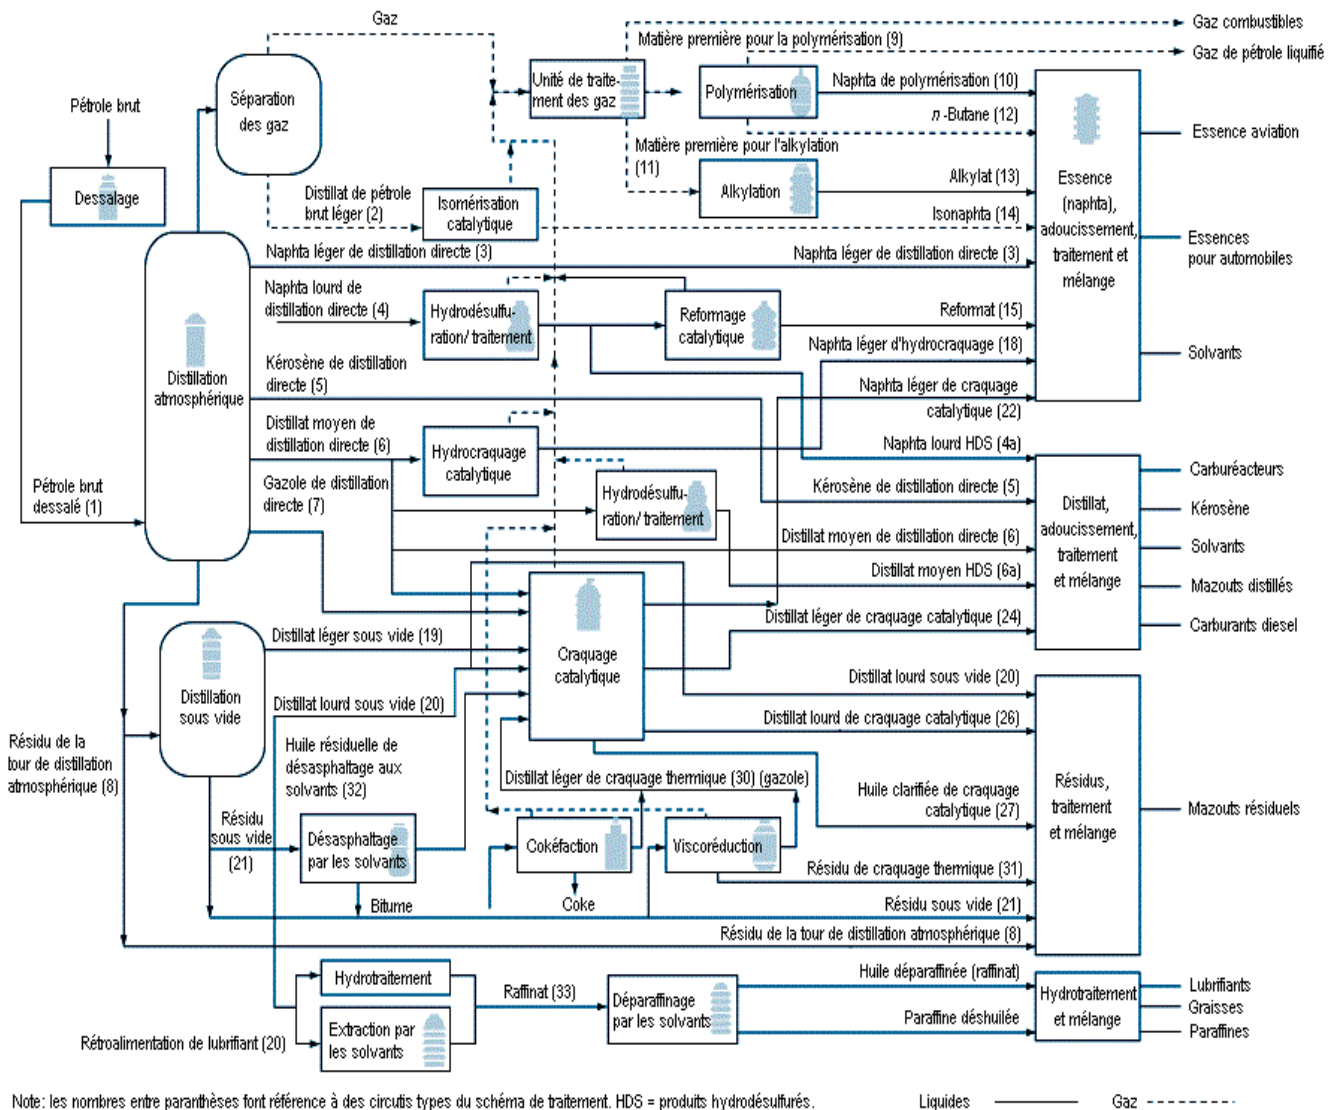 Gaz
Gaz combustibles
Matière première pour la polymérisation (9)
Gaz de pétrole liquifié
Séparation
des gaz
Unité de traite-
ment des gaz
Polymérisation
Naphta de polymérisation (10)
Pétrole brut
n -Butane (12)
Essence aviation
Matière première pour l'alkylation
(11)
Dessalage
Distillat de pétrole
brut léger (2)
Isomérisation
catalytique
Alkylation
Alkylat (13)
Essence
(naphta),
adoucissement,
traitement et
mélange
Isonaphta (14)
Essences
pour automobiles
Naphta léger de distillation directe (3)
Naphta léger de distillation directe (3)
Naphta lourd de
distillation directe (4)
Hydrodésulfu-
ration/ traitement
Reformage
catalytique
Reformat (15)
Naphta léger d'hydrocraquage (18)
Solvants
Distillation
atmosphérique
Kérosène de distillation
directe (5)
Naphta léger de craquage
catalytique (22)
Distillat moyen de
distillation directe (6)
Hydrocraquage
catalytique
Naphta lourd HDS (4a)
Carburéacteurs
Gazole de distillation
directe (7)
Hydrodésulfu-
ration/ traitement
Kérosène de distillation directe (5)
Kérosène
Pétrole brut
dessalé (1)
Distillat,
adoucissement,
traitement
et mélange
Distillat moyen de distillation directe (6)
Solvants
Distillat moyen HDS (6a)
Mazouts distillés
Distillat léger de craquage catalytique (24)
Carburants diesel
Distillat léger sous vide (19)
Craquage
catalytique
Distillation
sous vide
Distillat lourd sous vide (20)
Distillat lourd sous vide (20)
Distillat lourd de craquage catalytique (26)
Résidu de la
tour de distillation
atmosphérique (8)
Huile résiduelle de
désasphaltage aux
solvants (32)
Distillat léger de craquage thermique (30) (gazole)
Huile clarifiée de craquage
catalytique (27)
Résidus,
traitement
et mélange
Mazouts résiduels
Résidu
sous vide
(21)
Désasphaltage
par les solvants
Cokéfaction
Viscoréduction
Résidu de craquage thermique (31)
Bitume
Coke
Résidu sous vide (21)
Résidu de la tour de distillation atmosphérique (8)
Hydrotraitement
Raffinat (33)
Déparaffinage
par les solvants
Huile déparaffinée (raffinat)
Hydrotraitement
et mélange
Lubrifiants
Graisses
Paraffines
Paraffine déshuilée
Rétroalimentation de lubrifiant (20)
Extraction par
les solvants
Note: les nombres entre paranthèses font référence à des circutis types du schéma de traitement. HDS = produits hydrodésulfurés.
Liquides
Gaz